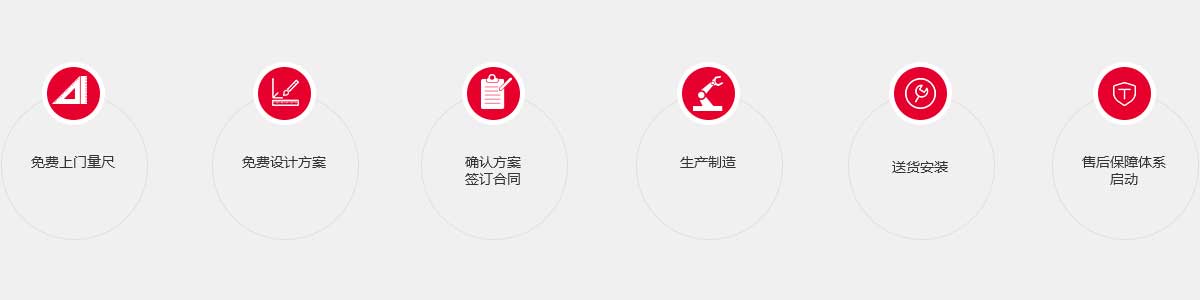 免费上门量尺
免费设计方案
确认方案
签订合同
生产制造
送货安装
售后保障体系
启动